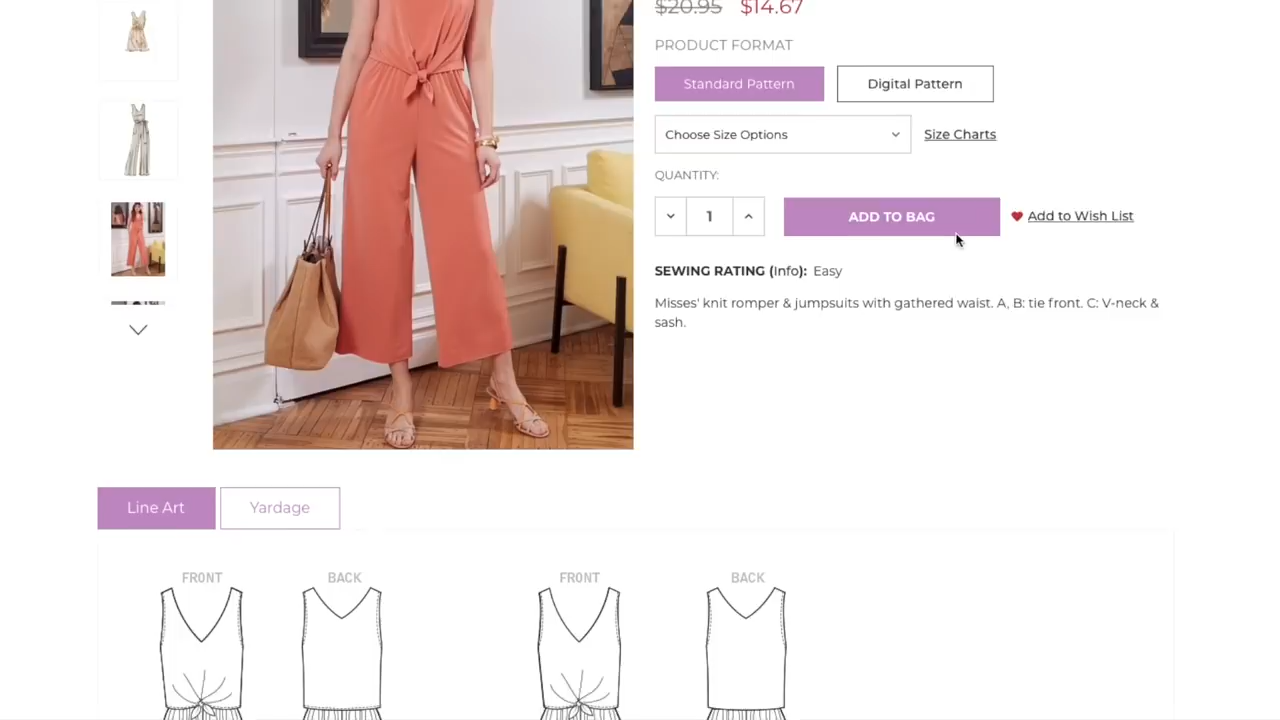 $20.95 $14.67
PRODUCT FORMAT
Standard Pattern
Digital Pattern
Choose Size Options
Size Charts
QUANTITY:
1
ADD TO BAG
Add to Wish List
SEWING RATING (Info): Easy
Misses' knit romper & jumpsuits with gathered waist. A, B: tie front. C: V-neck &
sash.
Line Art
Yardage
FRONT
BACK
FRONT
BACK